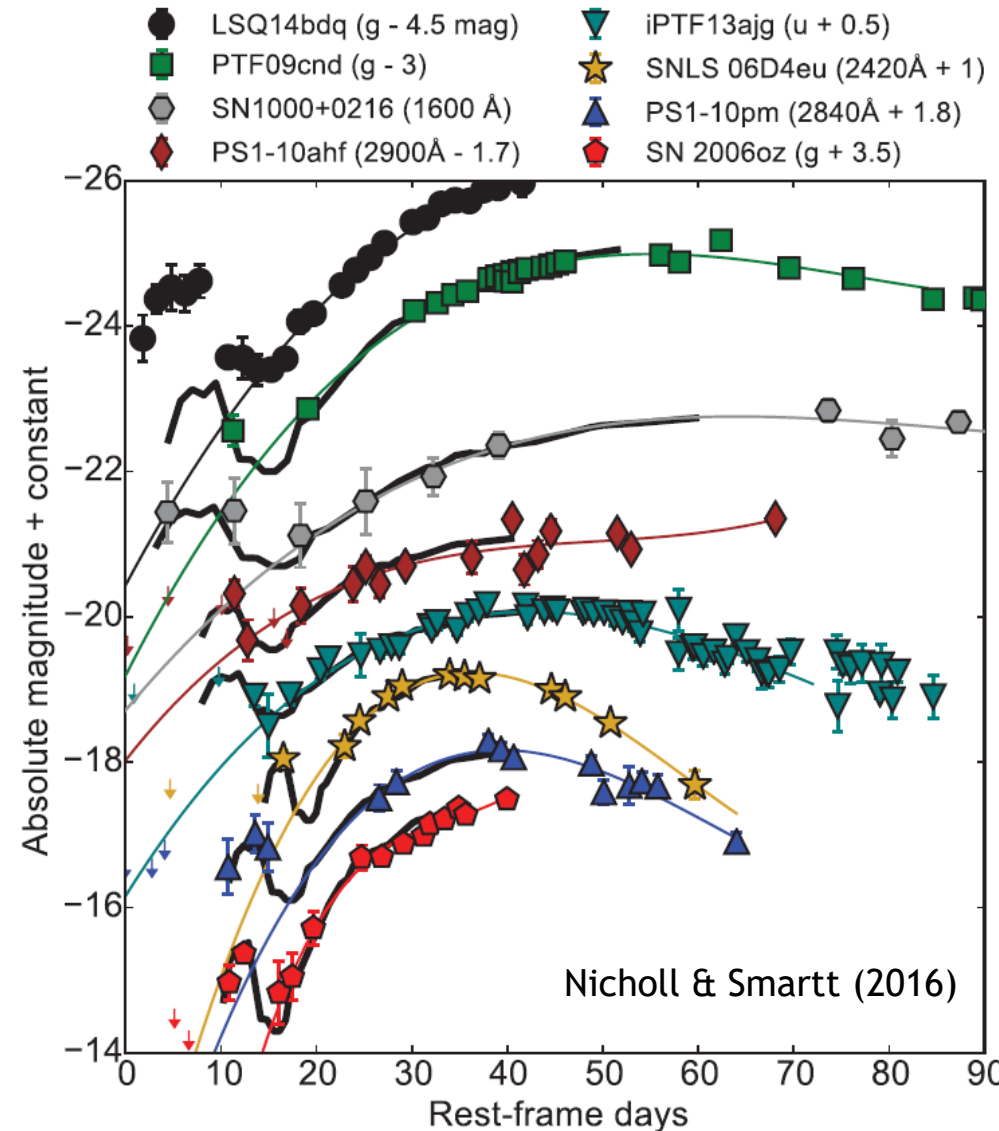 LSQ14bdq (g - 4.5 mag)
PTF09cnd (g - 3)
SN1000+0216 (1600 Å)
PS1-10ahf (2900Å - 1.7)
iPTF13ajg (u + 0.5)
SNLS 06D4eu (2420Å + 1)
PS1-10pm (2840Å + 1.8)
SN 2006oz (g + 3.5)
Absolute magnitude + constant
−26
−24
−22
−20
−18
−16
−14
Nicholl & Smartt (2016)
0 10 20 30 40 50 60 70 80 90
Rest-frame days